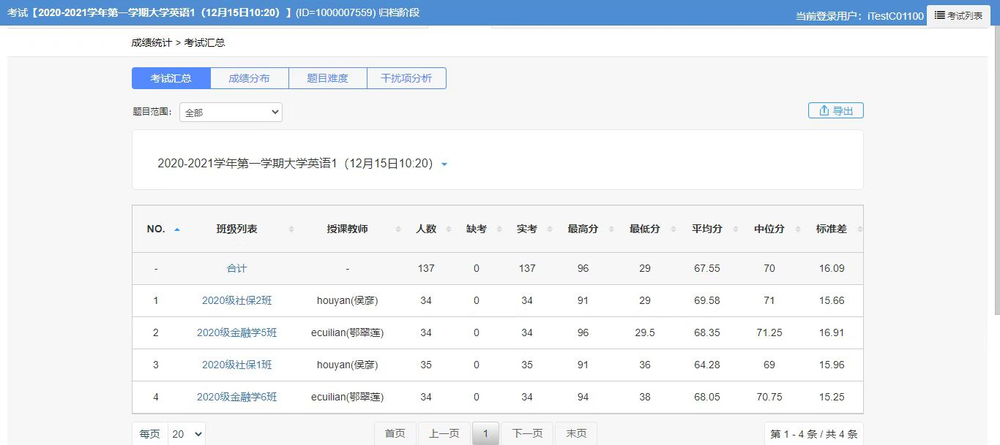 考试【2020-2021学年第一学期大学英语1（12月15日10:20）】(ID=1000007559) 归档阶段
当前登录用户：iTestC01100 考试列表
成绩统计 > 考试汇总
考试汇总 成绩分布 题目难度 干扰项分析
题目范围： 全部 导出
2020-2021学年第一学期大学英语1（12月15日10:20）
NO. 班级列表 授课教师 人数 缺考 实考 最高分 最低分 平均分 中位分 标准差
- 合计 - 137 0 137 96 29 67.55 70 16.09
1 2020级社保2班 houyan(侯彦) 34 0 34 91 29 69.58 71 15.66
2 2020级金融学5班 ecuilian(鄂翠莲) 34 0 34 96 29.5 68.35 71.25 16.91
3 2020级社保1班 houyan(侯彦) 35 0 35 91 36 64.28 69 15.96
4 2020级金融学6班 ecuilian(鄂翠莲) 34 0 34 94 38 68.05 70.75 15.25
每页 20 首页 上一页 1 下一页 末页 第 1 - 4 条 / 共 4 条